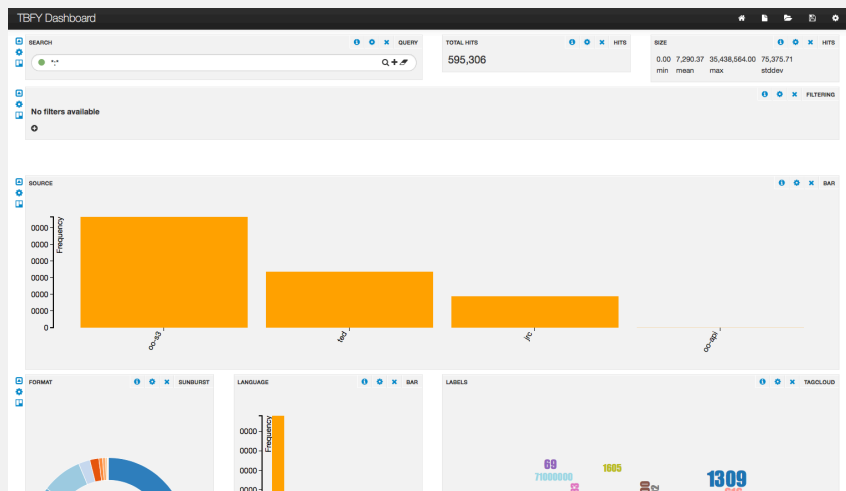 TBFY Dashboard
SEARCH
QUERY
*:*
TOTAL HITS
HITS
595,306
SIZE
HITS
0.00 7,290.37 35,438,564.00 75,375.71
min mean max stddev
FILTERING
No filters available
SOURCE
BAR
Frequency
0000
0000
0000
0000
0000
0000
0
oo-s3
ted
jrc
oo-api
FORMAT
SUNBURST
LANGUAGE
BAR
Frequency
0000
0000
0000
0000
LABELS
TAGCLOUD
69
71000000
1605
1309